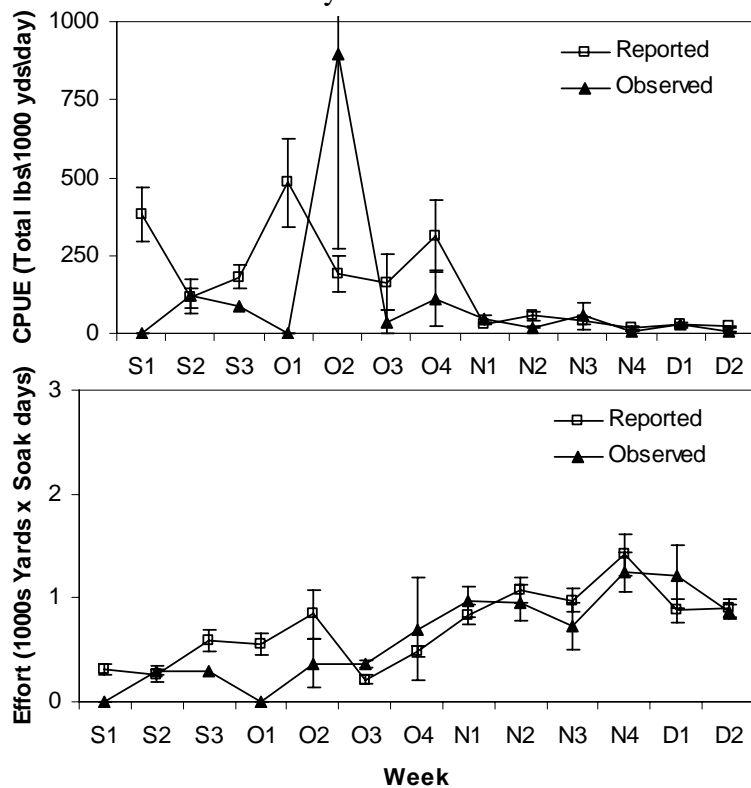 1000
750
500
250
0
CPUE (Total lbs\1000 yds\day)
Reported
Observed
S1 S2 S3 O1 O2 O3 O4 N1 N2 N3 N4 D1 D2
3
2
1
0
Effort (1000s Yards x Soak days)
Reported
Observed
S1 S2 S3 O1 O2 O3 O4 N1 N2 N3 N4 D1 D2
Week